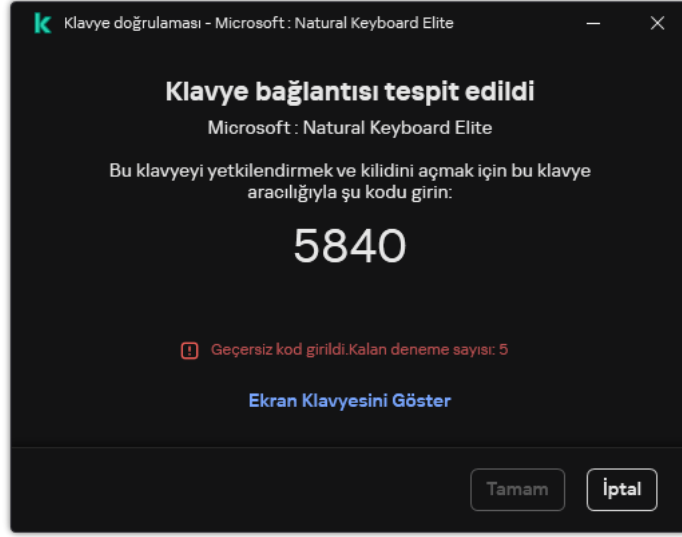 Klavye doğrulaması - Microsoft : Natural Keyboard Elite
Klavye bağlantısı tespit edildi
Microsoft : Natural Keyboard Elite
Bu klavyeyi yetkilendirmek ve kilidini açmak için bu klavye
aracılığıyla şu kodu girin:
5840
Geçersiz kod girildi.Kalan deneme sayısı: 5
Ekran Klavyesini Göster
Tamam
İptal